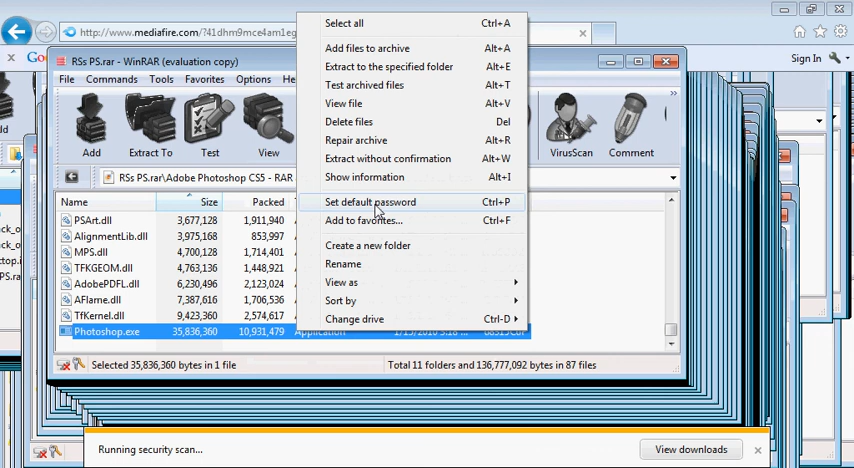 http://www.mediafire.com/?41dhm9mce4am1eg
Sign In
RSs PS.rar - WinRAR (evaluation copy)
File Commands Tools Favorites Options
Add Extract To Test View VirusScan Comment
RSs PS.rar\Adobe Photoshop CS5 - RAR
Name Size Packed
PSArt.dll 3,677,128 1,911,940
AlignmentLib.dll 3,968,165 853,997
MPS.dll 4,700,128 1,714,401
TFKGEOM.dll 4,763,136 1,448,921
AdobePDFL.dll 6,230,496 2,123,024
AFlarne.dll 7,387,616 1,706,536
TfKernel.dll 9,423,360 2,574,617
Photoshop.exe 35,836,360 10,931,479 Application
Selected 35,836,360 bytes in 1 file
Total 11 folders and 136,777,092 bytes in 87 files
Select all Ctrl+A
Add files to archive Alt+A
Extract to the specified folder Alt+E
Test archived files Alt+T
View file Alt+V
Delete files Del
Repair archive Alt+R
Extract without confirmation Alt+W
Show information Alt+I
Set default password Ctrl+P
Add to favorites... Ctrl+F
Create a new folder
Rename
View as
Sort by
Change drive Ctrl-D
Running security scan...
View downloads